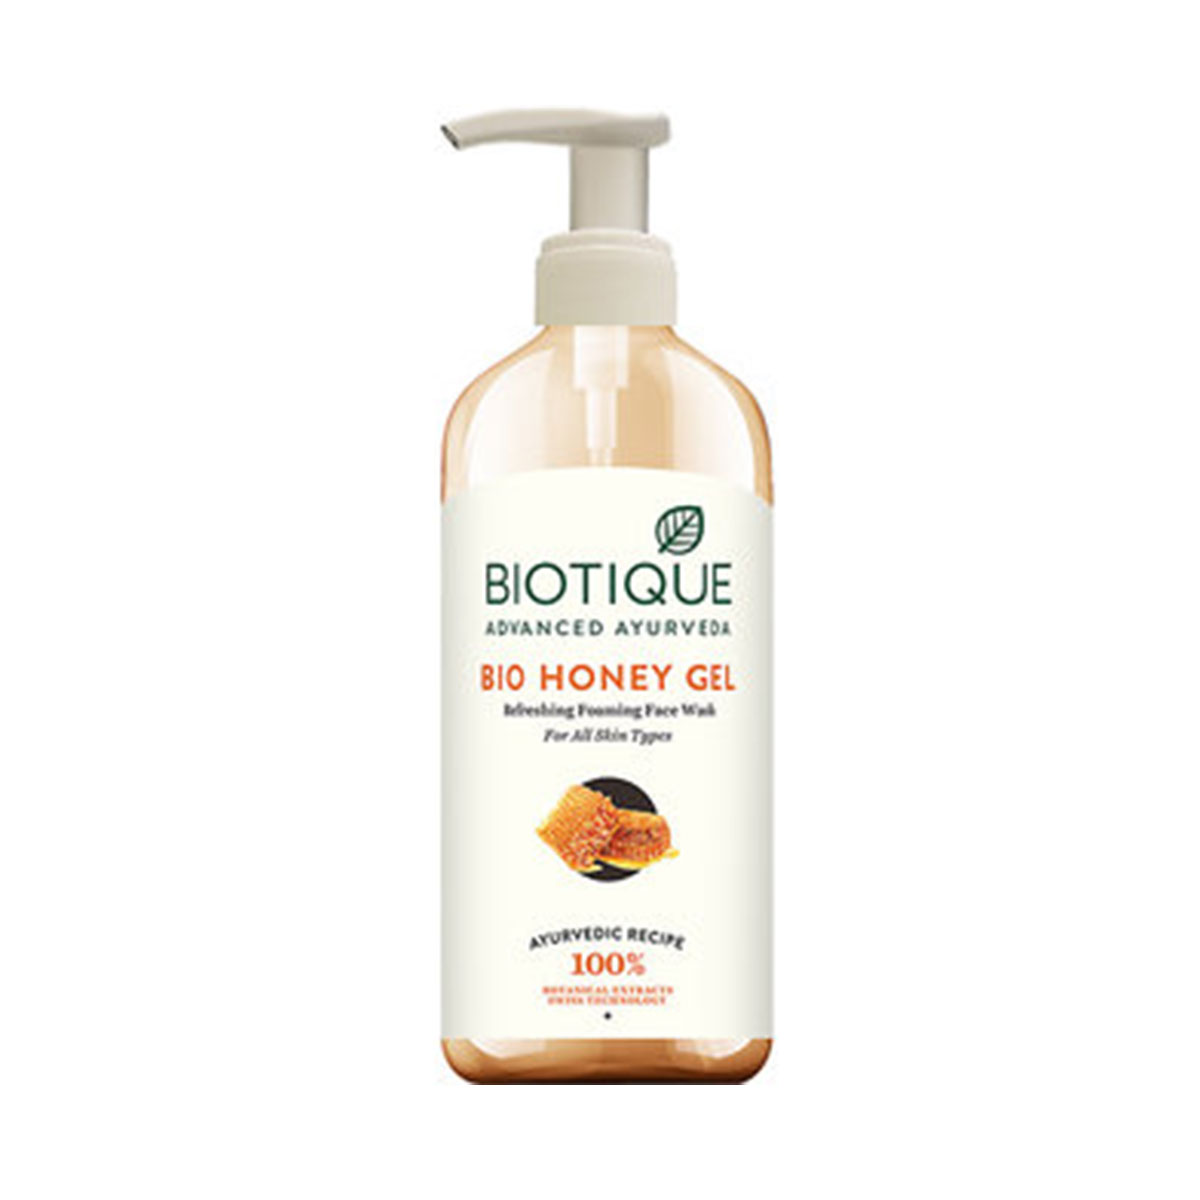 BIOTIQUE
ADVANCED AYURVEDA
BIO HONEY GEL
Refreshing Foaming Face Wash
For All Skin Types
AYURVEDIC RECIPE
100%
BOTANICAL EXTRACTS
SWISS TECHNOLOGY